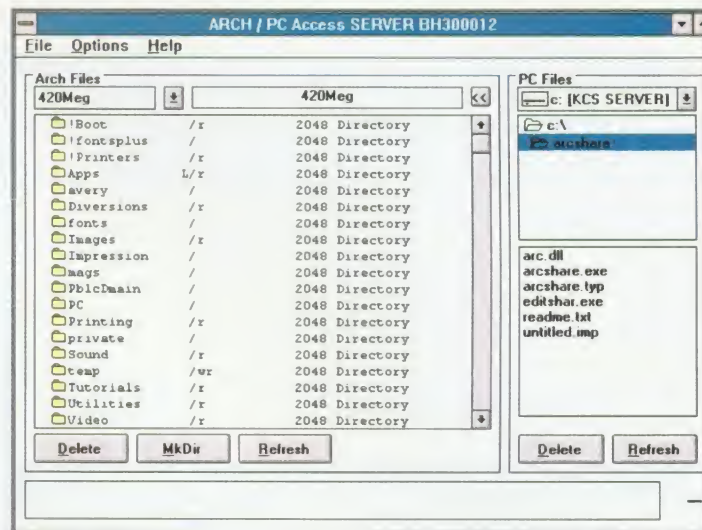 ARCH / PC Access SERVER BH300012
File Options Help
Arch Files
420Meg
420Meg
<<
!Boot /r 2048 Directory
!fontsplus / 2048 Directory
!Printers /r 2048 Directory
Apps L/r 2048 Directory
avery / 2048 Directory
Diversions /r 2048 Directory
fonts / 2048 Directory
Images /r 2048 Directory
Impression / 2048 Directory
mags / 2048 Directory
PblcDmain / 2048 Directory
PC / 2048 Directory
Printing /r 2048 Directory
private / 2048 Directory
Sound /r 2048 Directory
temp /wr 2048 Directory
Tutorials /r 2048 Directory
Utilities /r 2048 Directory
Video /r 2048 Directory
Delete MkDir Refresh
PC Files
c: [KCS SERVER]
c:\
arcshare
arc.dll
arcshare.exe
arcshare.typ
editshar.exe
readme.txt
untitled.imp
Delete Refresh